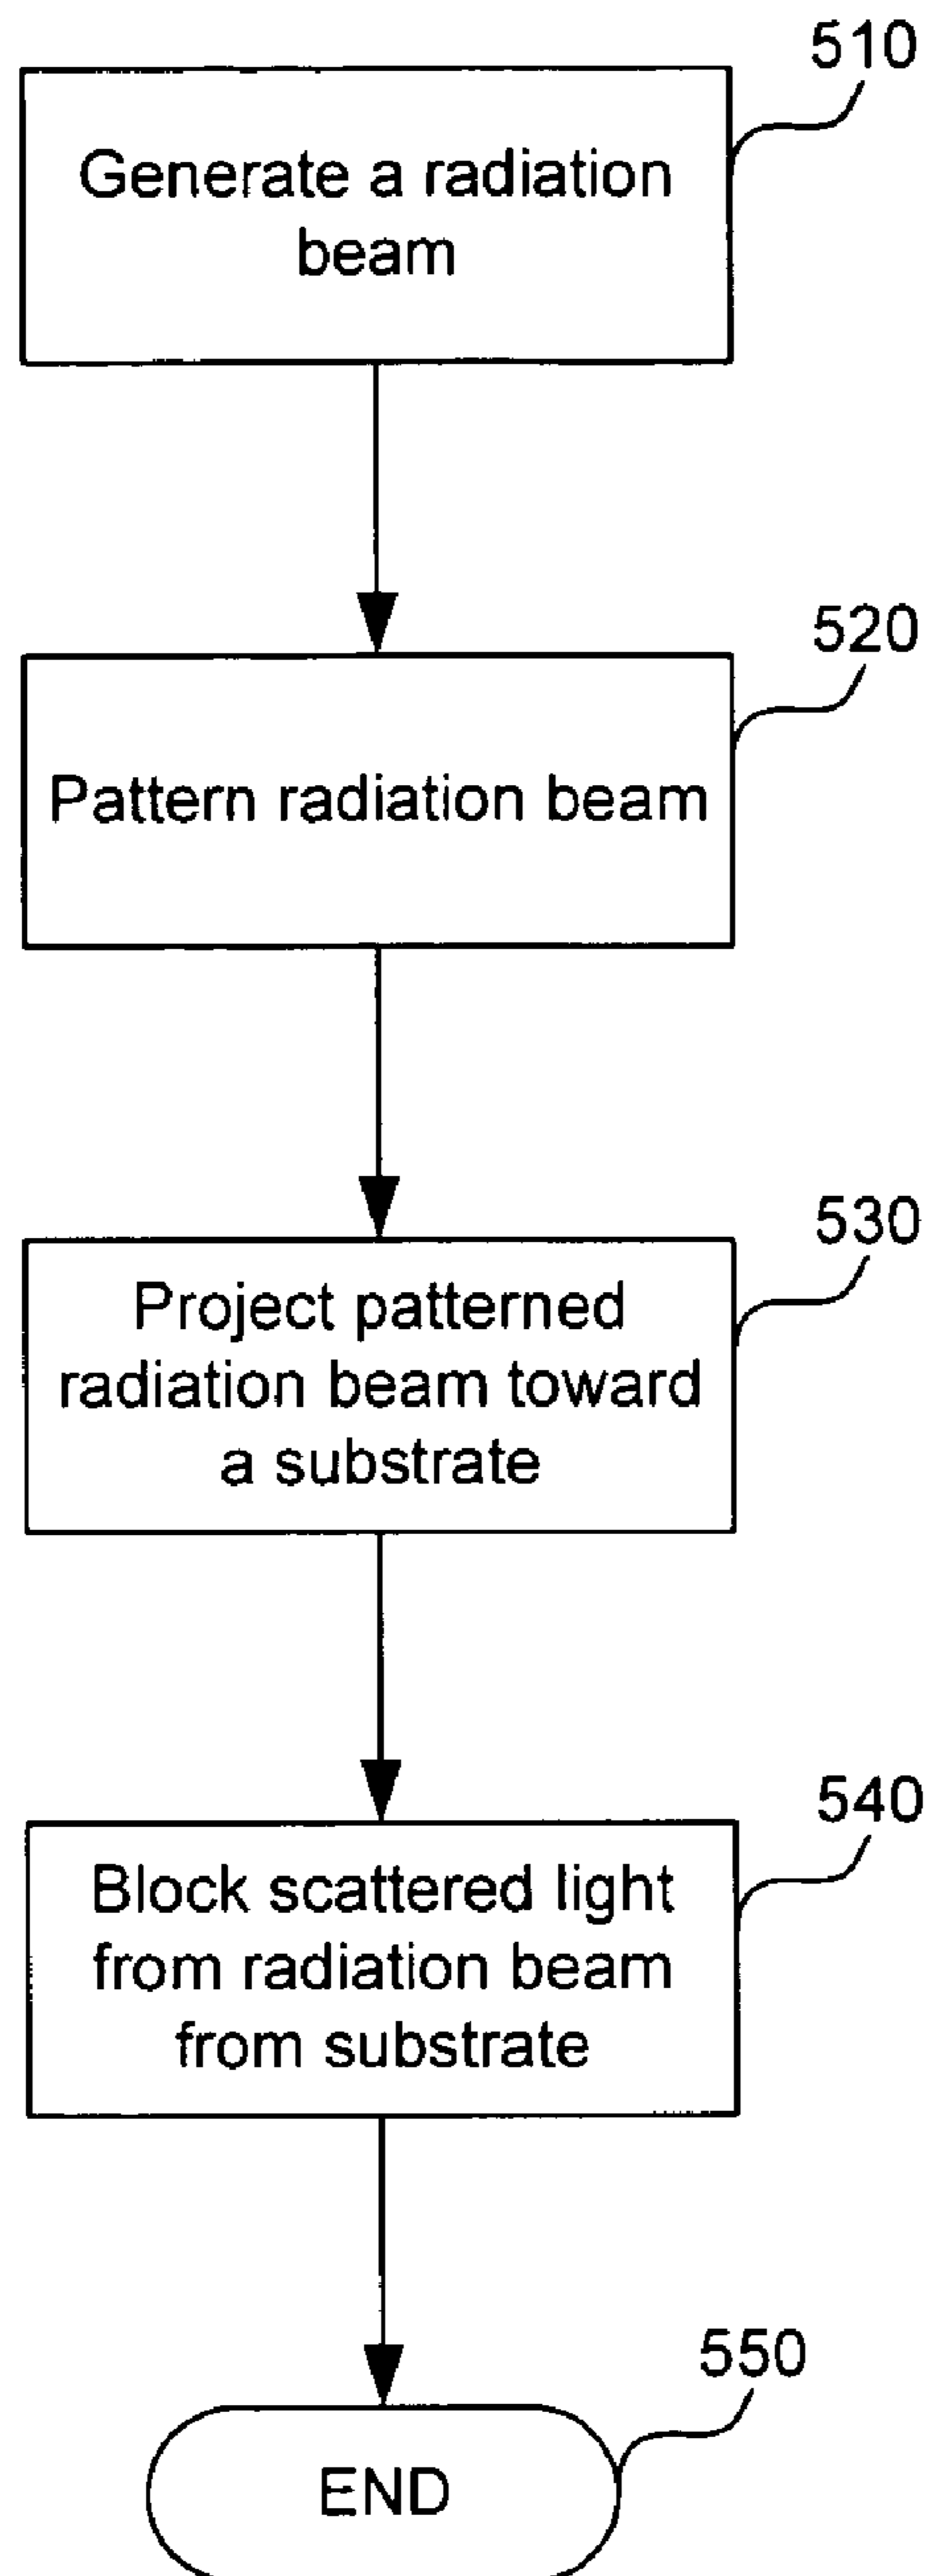 510
Generate a radiation
beam
520
Pattern radiation beam
530
Project patterned
radiation beam toward
a substrate
540
Block scattered light
from radiation beam
from substrate
550
END